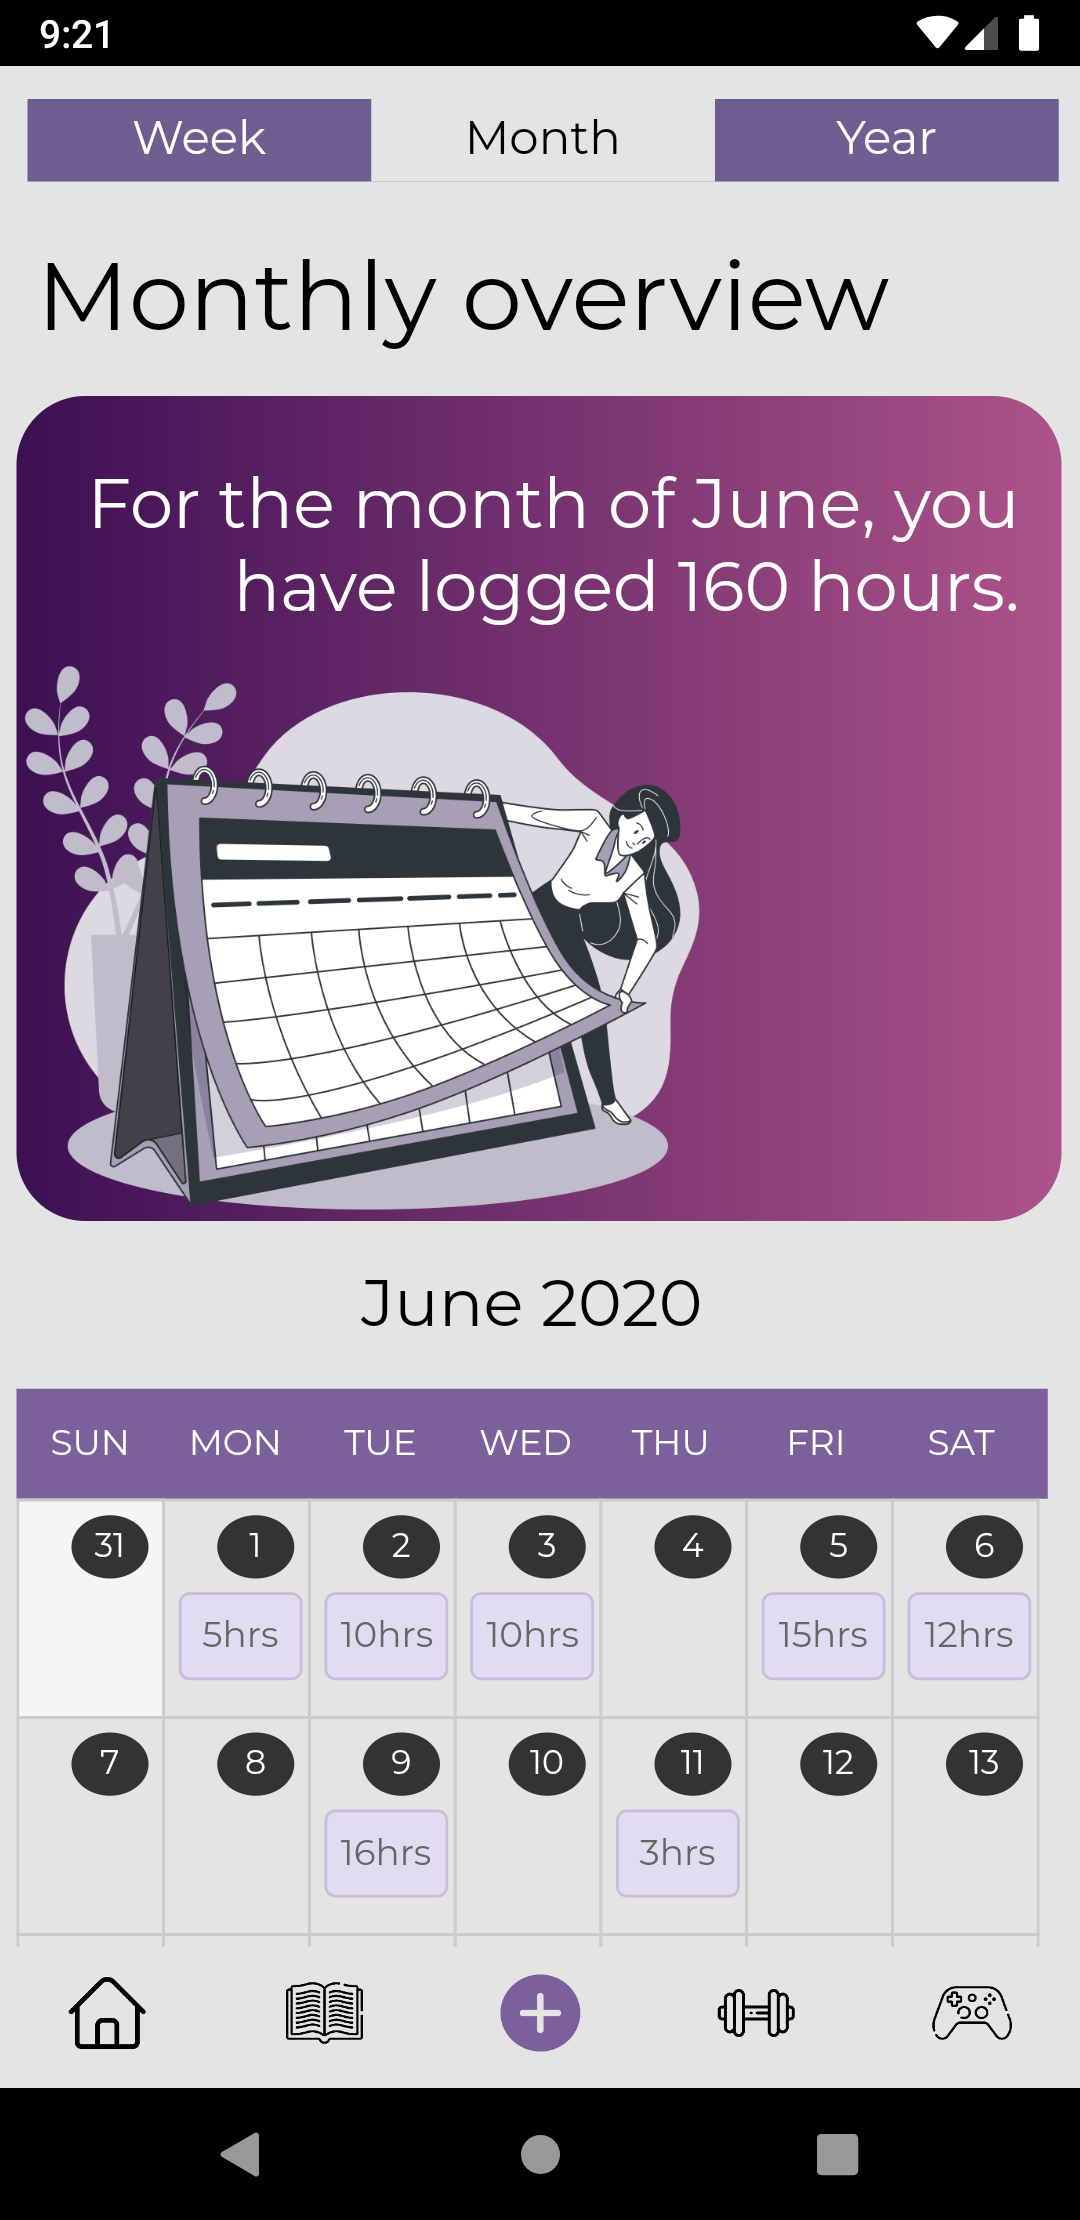 9:21
Week Month Year
Monthly overview
For the month of June, you
have logged 160 hours.
June 2020
SUN MON TUE WED THU FRI SAT
31 1 2 3 4 5 6
5hrs 10hrs 10hrs 15hrs 12hrs
7 8 9 10 11 12 13
16hrs 3hrs